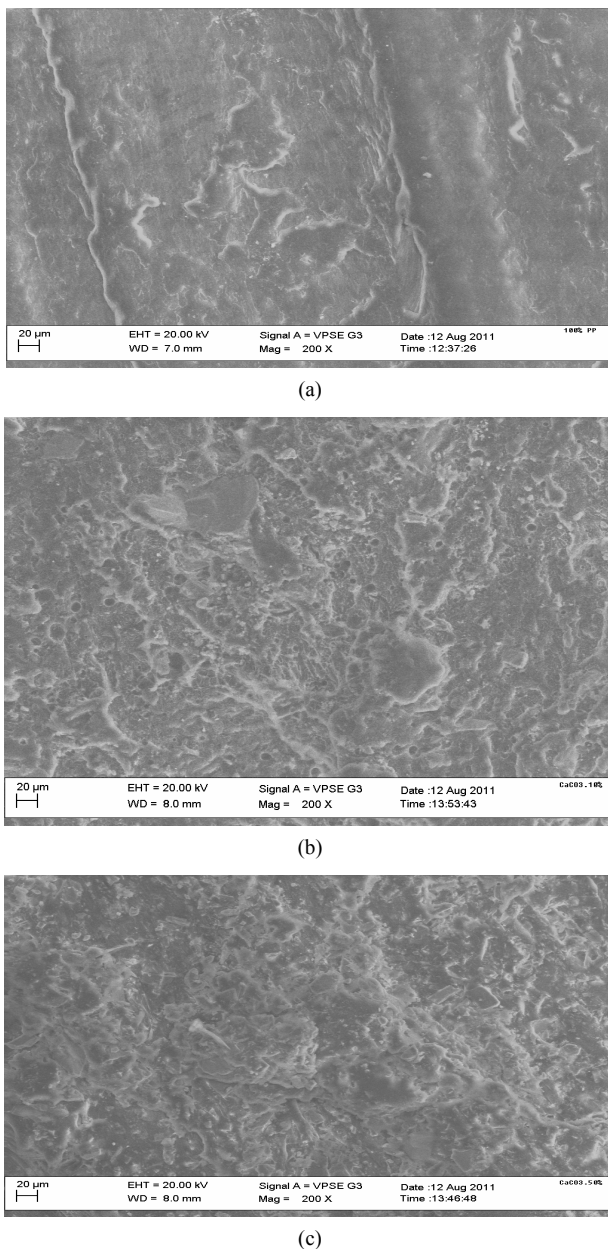 20 µm
EHT = 20.00 kV Signal A = VPSE G3 Date :12 Aug 2011 100% PP
WD = 7.0 mm Mag = 200 X Time :12:37:26
(a)
20 µm
EHT = 20.00 kV Signal A = VPSE G3 Date :12 Aug 2011 CaCO3.10%
WD = 8.0 mm Mag = 200 X Time :13:53:43
(b)
20 µm
EHT = 20.00 kV Signal A = VPSE G3 Date :12 Aug 2011 CaCO3.50%
WD = 8.0 mm Mag = 200 X Time :13:46:48
(c)